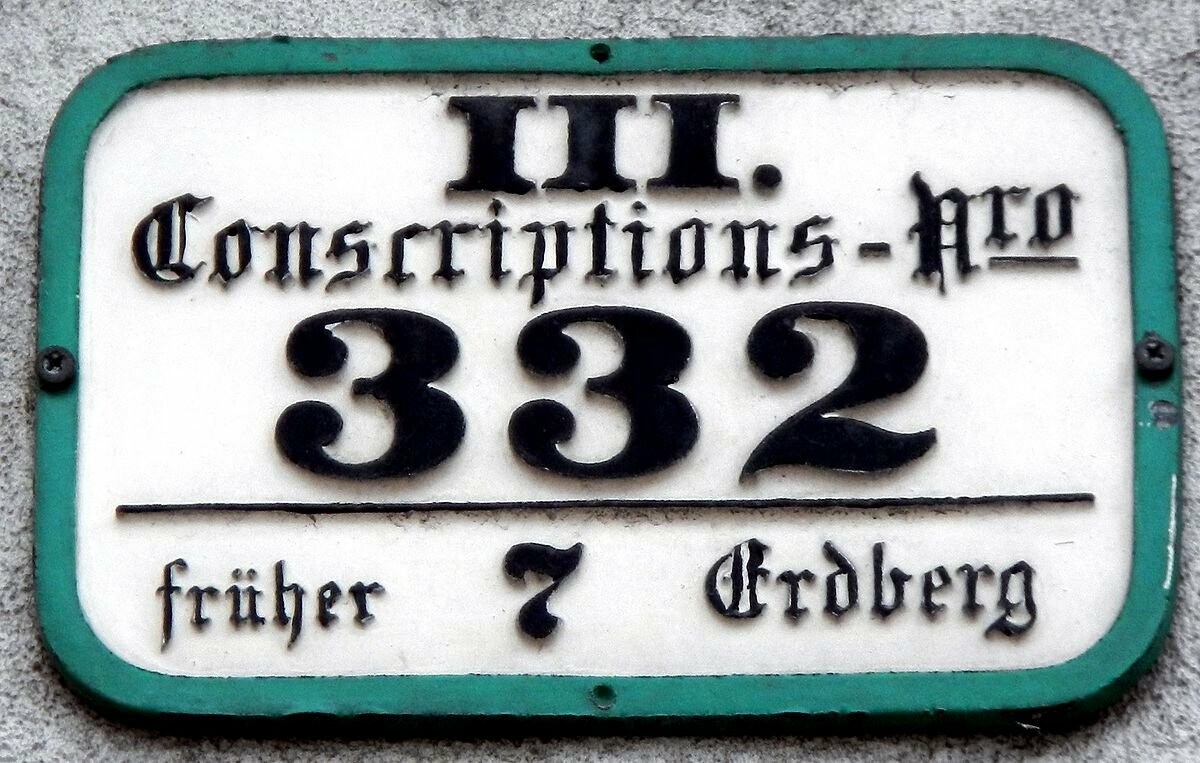 III.
Conscriptions-Nro
332
früher 7 Erdberg